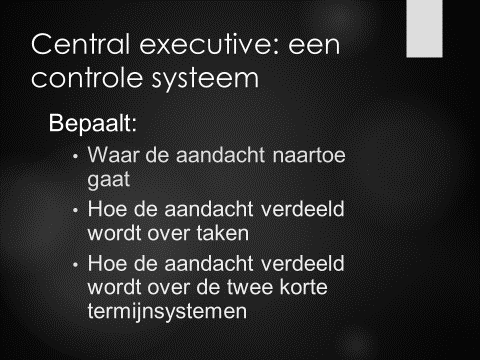 Central executive: een
controle systeem
Bepaalt:
• Waar de aandacht naartoe
gaat
• Hoe de aandacht verdeeld
wordt over taken
• Hoe de aandacht verdeeld
wordt over de twee korte
termijnsystemen